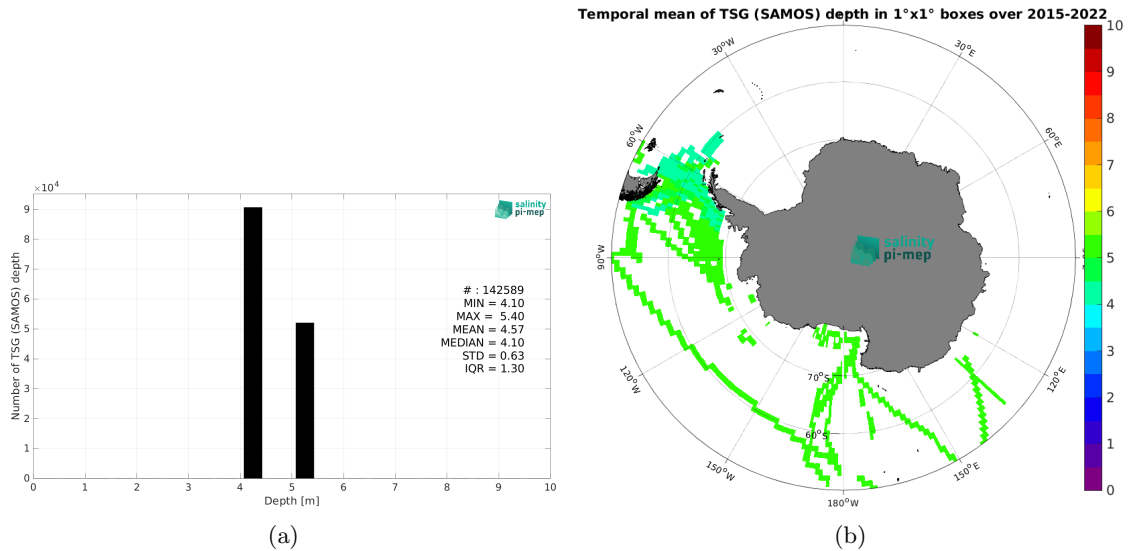 Temporal mean of TSG (SAMOS) depth in 1°x1° boxes over 2015-2022
×10⁴
9
8
7
6
5
4
3
2
1
0
Number of TSG (SAMOS) depth
salinity
pi-mep
# : 142589
MIN = 4.10
MAX = 5.40
MEAN = 4.57
MEDIAN = 4.10
STD = 0.63
IQR = 1.30
0 1 2 3 4 5 6 7 8 9 10
Depth [m]
(a)
30°W
30°E
60°W
60°E
90°W
120°W
120°E
150°W
150°E
180°W
70°S
60°S
salinity
pi-mep
10
9
8
7
6
5
4
3
2
1
0
(b)